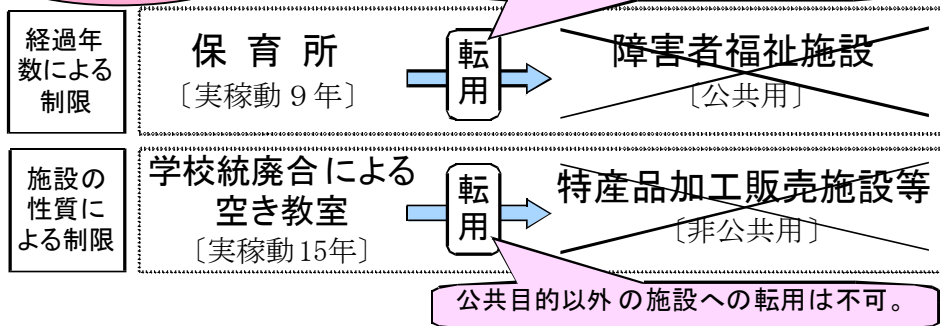 経過年
数による
制限
保育所
〔実稼動9年〕
転
用
障害者福祉施設
〔公共用〕
施設の
性質に
よる制限
学校統廃合による
空き教室
〔実稼動15年〕
転
用
特産品加工販売施設等
〔非公共用〕
公共目的以外の施設への転用は不可。